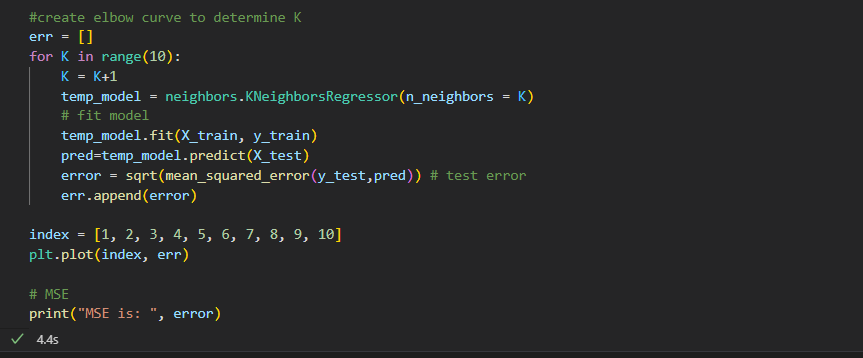 #create elbow curve to determine K
err = []
for K in range(10):
    K = K+1
    temp_model = neighbors.KNeighborsRegressor(n_neighbors = K)
    # fit model
    temp_model.fit(X_train, y_train)
    pred=temp_model.predict(X_test)
    error = sqrt(mean_squared_error(y_test,pred)) # test error
    err.append(error)

index = [1, 2, 3, 4, 5, 6, 7, 8, 9, 10]
plt.plot(index, err)

# MSE
print("MSE is: ", error)
4.4s